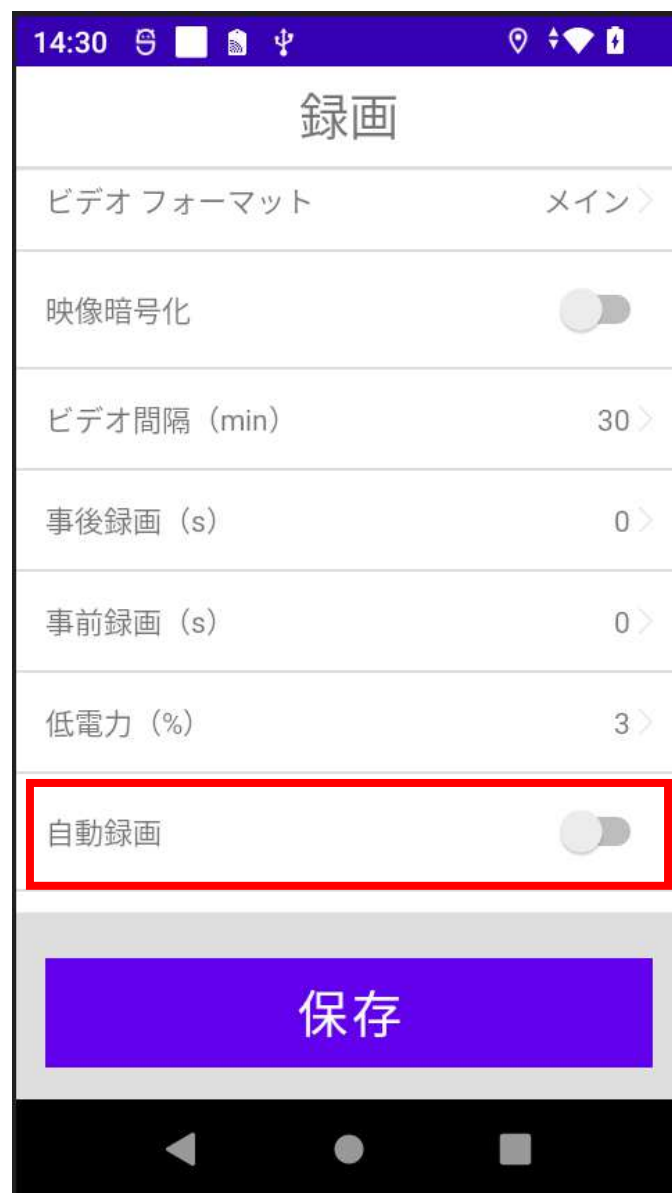 14:30
録画
ビデオ フォーマット メイン
映像暗号化
ビデオ間隔（min） 30
事後録画（s） 0
事前録画（s） 0
低電力（%） 3
自動録画
保存